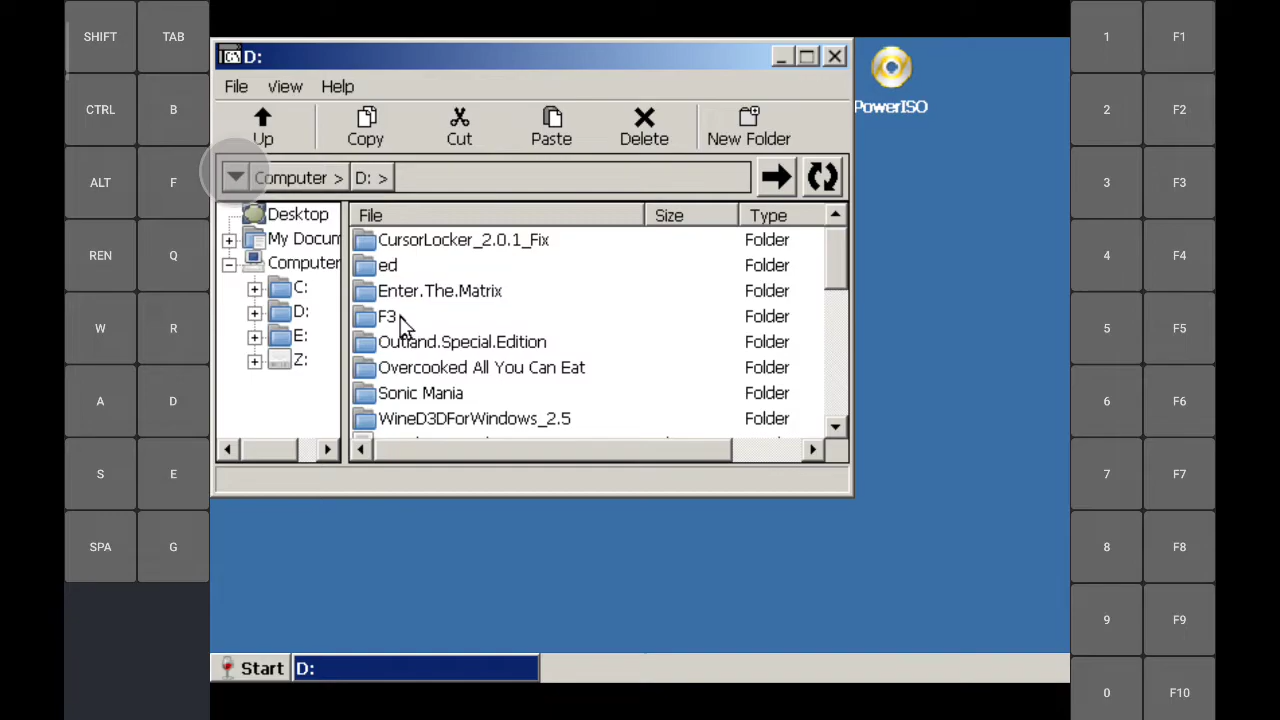 SHIFT TAB
CTRL B
ALT F
REN Q
W R
A D
S E
SPA G
D:
File View Help
Up Copy Cut Paste Delete New Folder
Computer > D: >
Desktop
My Docum
Computer
C:
D:
E:
Z:
File Size Type
CursorLocker_2.0.1_Fix Folder
ed Folder
Enter.The.Matrix Folder
F3 Folder
Outland.Special.Edition Folder
Overcooked All You Can Eat Folder
Sonic Mania Folder
WineD3DForWindows_2.5 Folder
PowerISO
Start D:
1 F1
2 F2
3 F3
4 F4
5 F5
6 F6
7 F7
8 F8
9 F9
0 F10